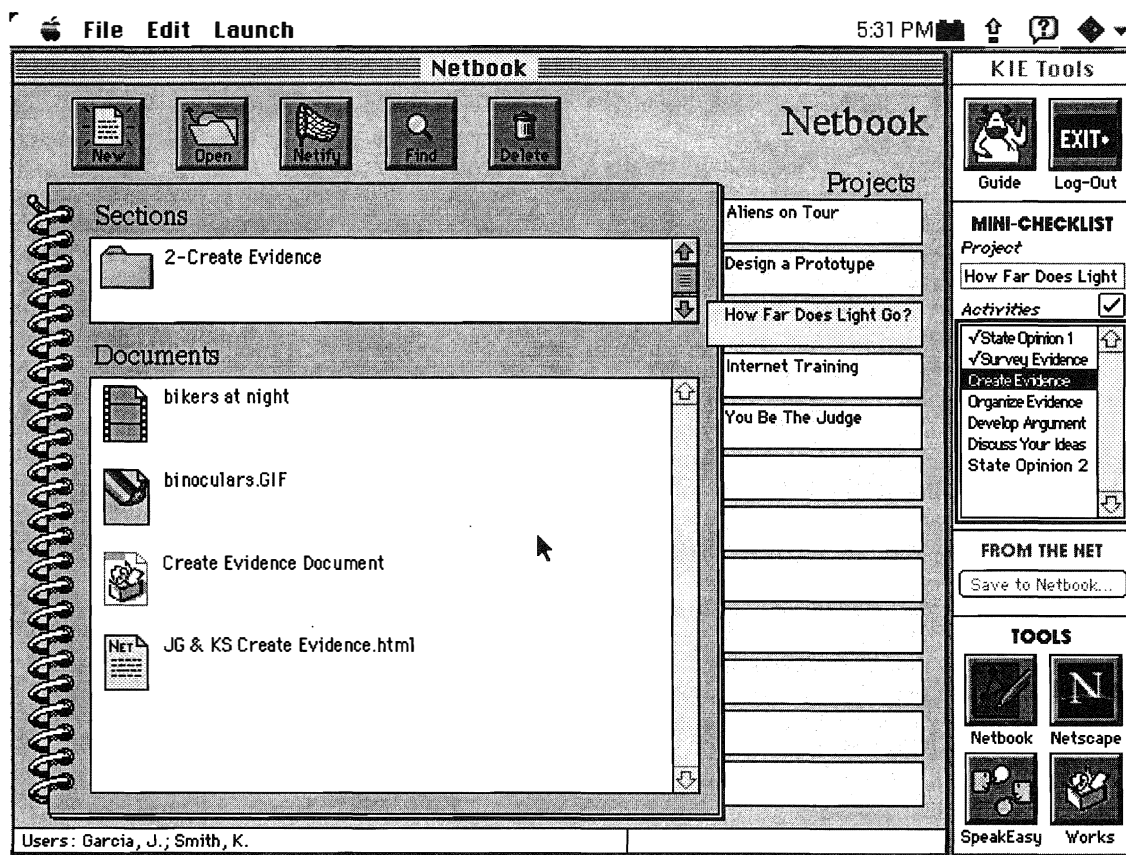 File Edit Launch
5:31 PM
Netbook
New
Open
Netify
Find
Delete
Netbook
Projects
Sections
2-Create Evidence
Documents
bikers at night
binoculars.GIF
Create Evidence Document
NET
JG & KS Create Evidence.html
Aliens on Tour
Design a Prototype
How Far Does Light Go?
Internet Training
You Be The Judge
Users: Garcia, J.; Smith, K.
KIE Tools
EXIT
Guide Log-Out
MINI-CHECKLIST
Project
How Far Does Light
Activities
√State Opinion 1
√Survey Evidence
Create Evidence
Organize Evidence
Develop Argument
Discuss Your Ideas
State Opinion 2
FROM THE NET
Save to Netbook...
TOOLS
N
Netbook Netscape
SpeakEasy Works